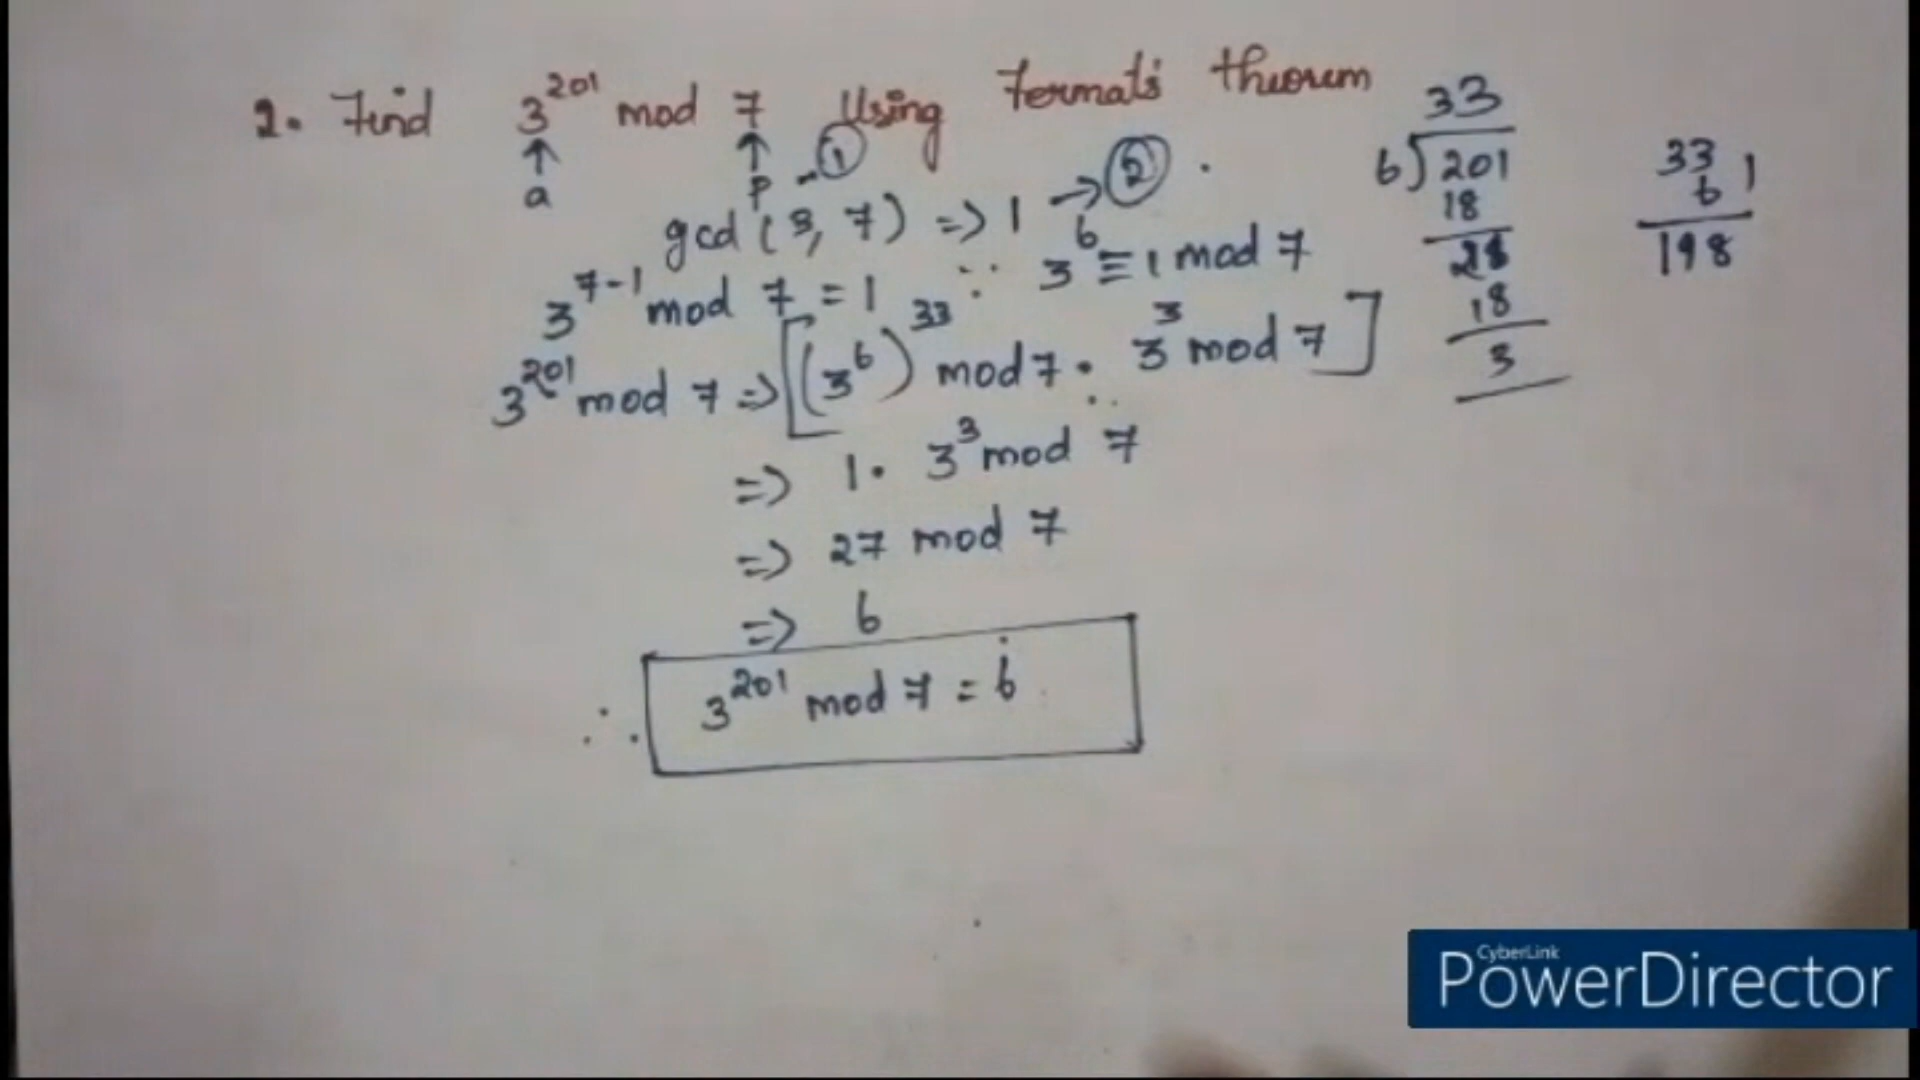 2. Find 3^201 mod 7 Using Fermat's theorem
↑ ↑ - ①
a p
gcd (3, 7) => 1 → ②.
3^7-1 mod 7 = 1 ∵ 3^6 ≡ 1 mod 7
3^201 mod 7 => [(3^6)^33 mod 7 . 3^3 mod 7]
=> 1 . 3^3 mod 7
=> 27 mod 7
=> 6
∴ 3^201 mod 7 = 6
33
6)201
18
21
18
3
33 1
6
198
CyberLink
PowerDirector